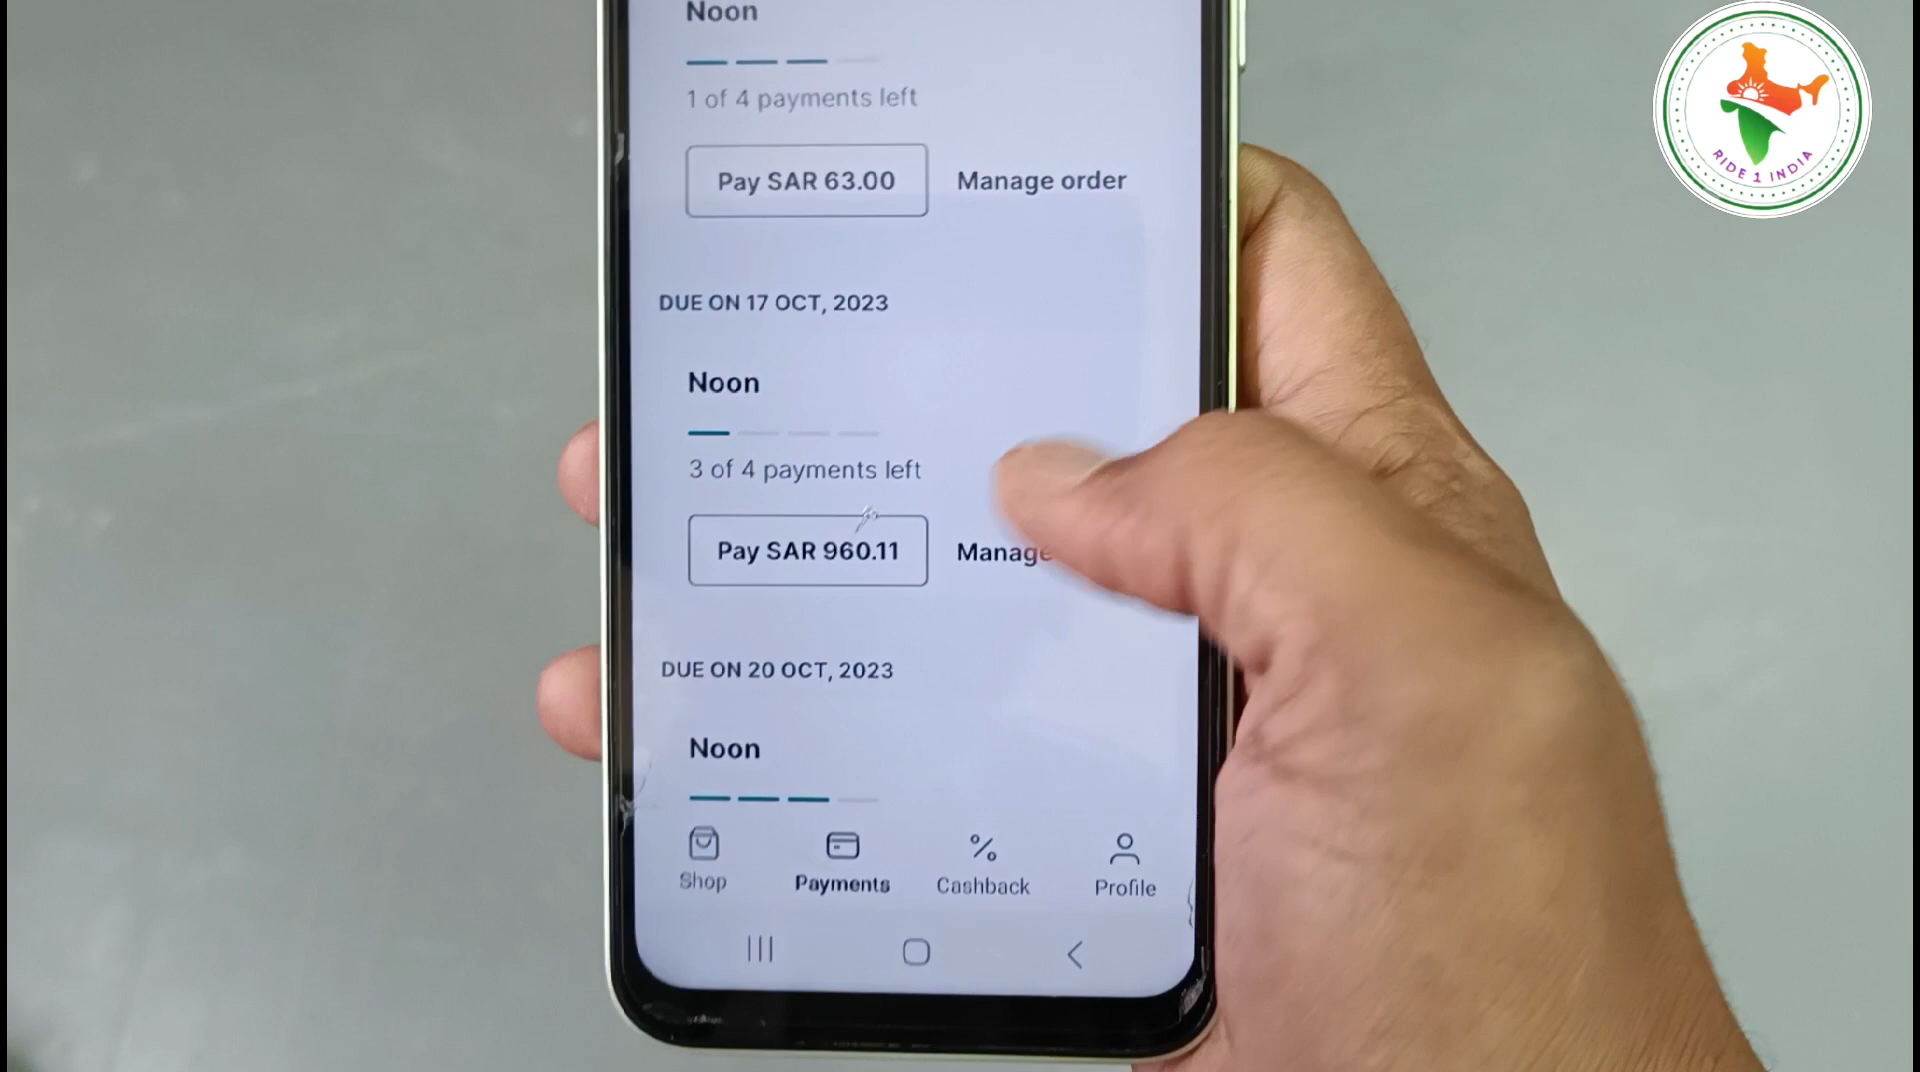 Noon
1 of 4 payments left
Pay SAR 63.00
Manage order
DUE ON 17 OCT, 2023
Noon
3 of 4 payments left
Pay SAR 960.11
Manage
DUE ON 20 OCT, 2023
Noon
Shop
Payments
Cashback
Profile
RIDE 1 INDIA